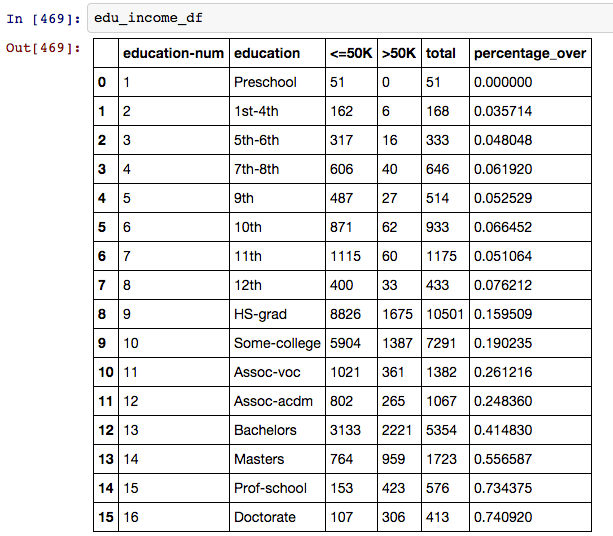 In [469]: edu_income_df
Out[469]:
education-num education <=50K >50K total percentage_over
0 1 Preschool 51 0 51 0.000000
1 2 1st-4th 162 6 168 0.035714
2 3 5th-6th 317 16 333 0.048048
3 4 7th-8th 606 40 646 0.061920
4 5 9th 487 27 514 0.052529
5 6 10th 871 62 933 0.066452
6 7 11th 1115 60 1175 0.051064
7 8 12th 400 33 433 0.076212
8 9 HS-grad 8826 1675 10501 0.159509
9 10 Some-college 5904 1387 7291 0.190235
10 11 Assoc-voc 1021 361 1382 0.261216
11 12 Assoc-acdm 802 265 1067 0.248360
12 13 Bachelors 3133 2221 5354 0.414830
13 14 Masters 764 959 1723 0.556587
14 15 Prof-school 153 423 576 0.734375
15 16 Doctorate 107 306 413 0.740920